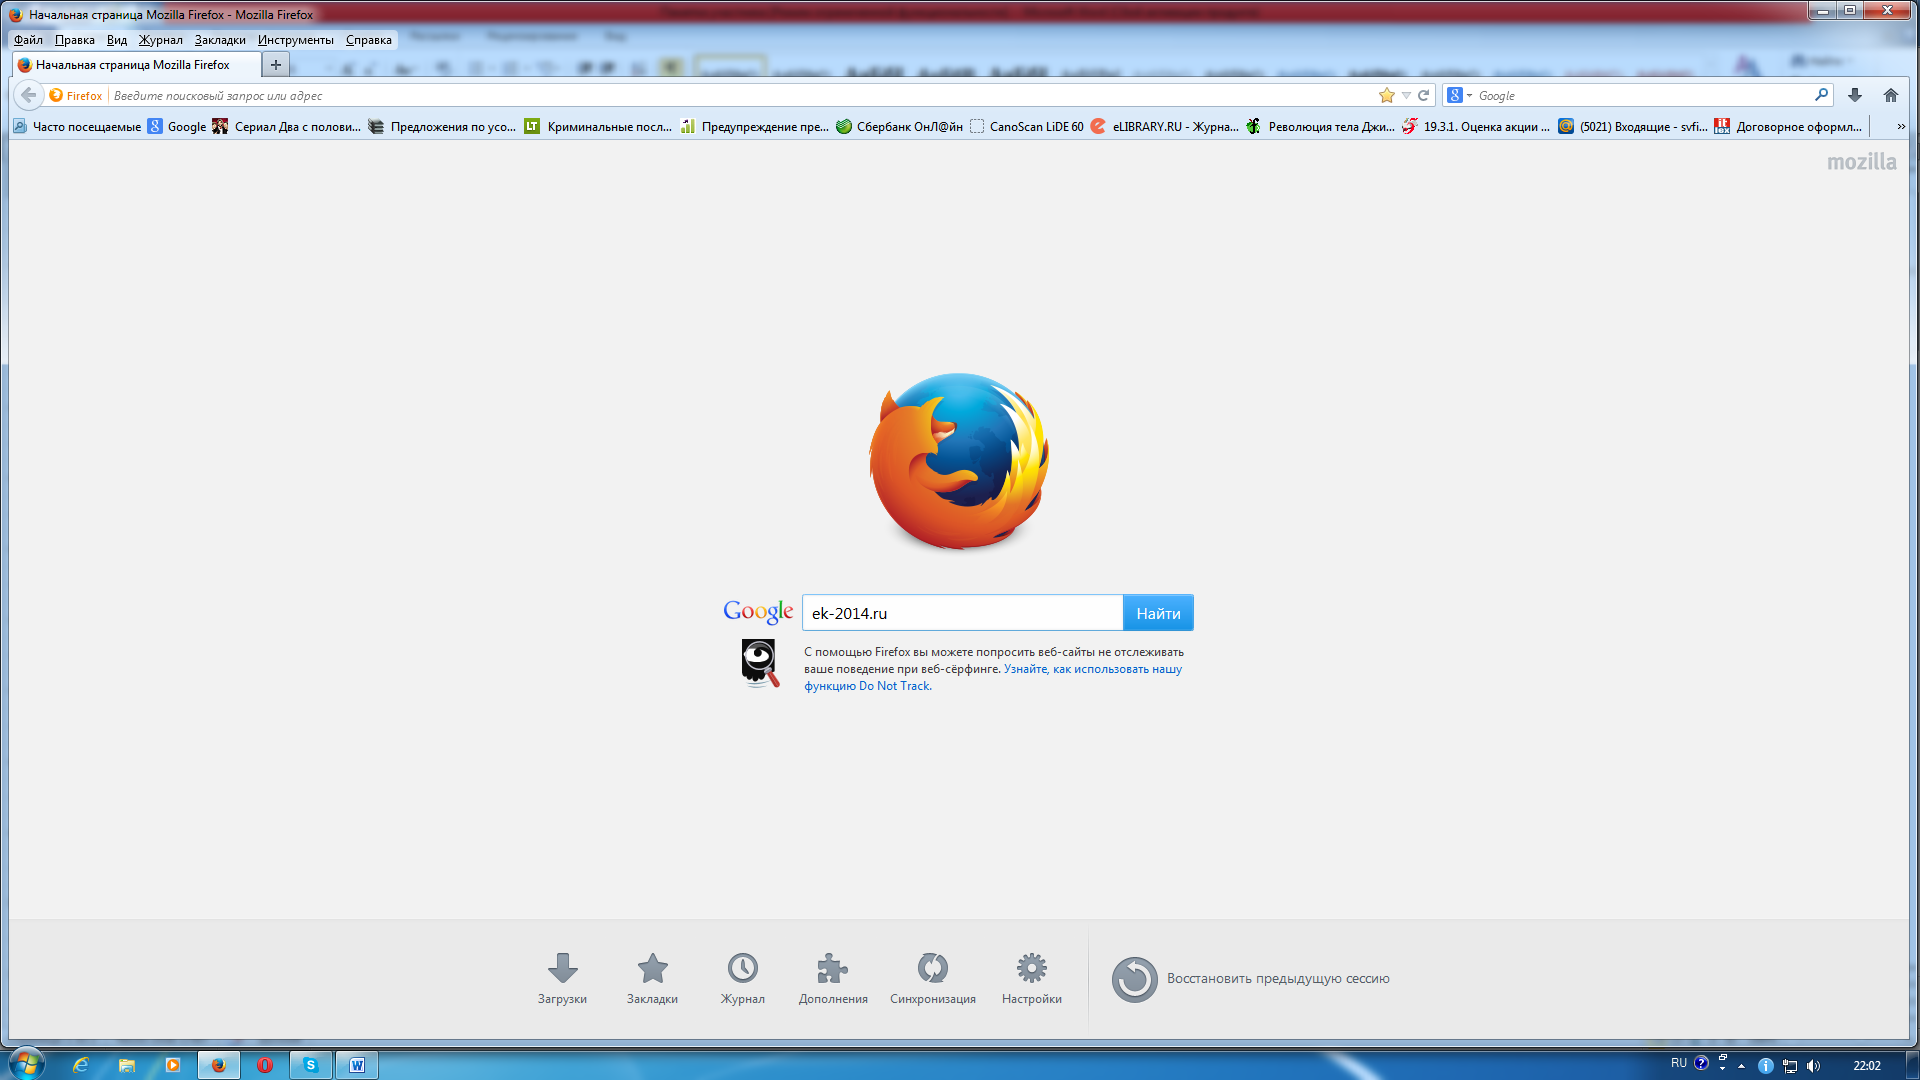 Начальная страница Mozilla Firefox - Mozilla Firefox
Файл Правка Вид Журнал Закладки Инструменты Справка
Начальная страница Mozilla Firefox +
Firefox Введите поисковый запрос или адрес Google
Часто посещаемые Google Сериал Два с полови... Предложения по усо... Криминальные посл... Предупреждение пре... Сбербанк ОнЛ@йн CanoScan LiDE 60 eLIBRARY.RU - Журна... Революция тела Джи... 19.3.1. Оценка акции ... (5021) Входящие - svfi... Договорное оформл... »
mozilla
Google ek-2014.ru Найти
С помощью Firefox вы можете попросить веб-сайты не отслеживать
ваше поведение при веб-сёрфинге. Узнайте, как использовать нашу
функцию Do Not Track.
Загрузки Закладки Журнал Дополнения Синхронизация Настройки Восстановить предыдущую сессию
RU 22:02